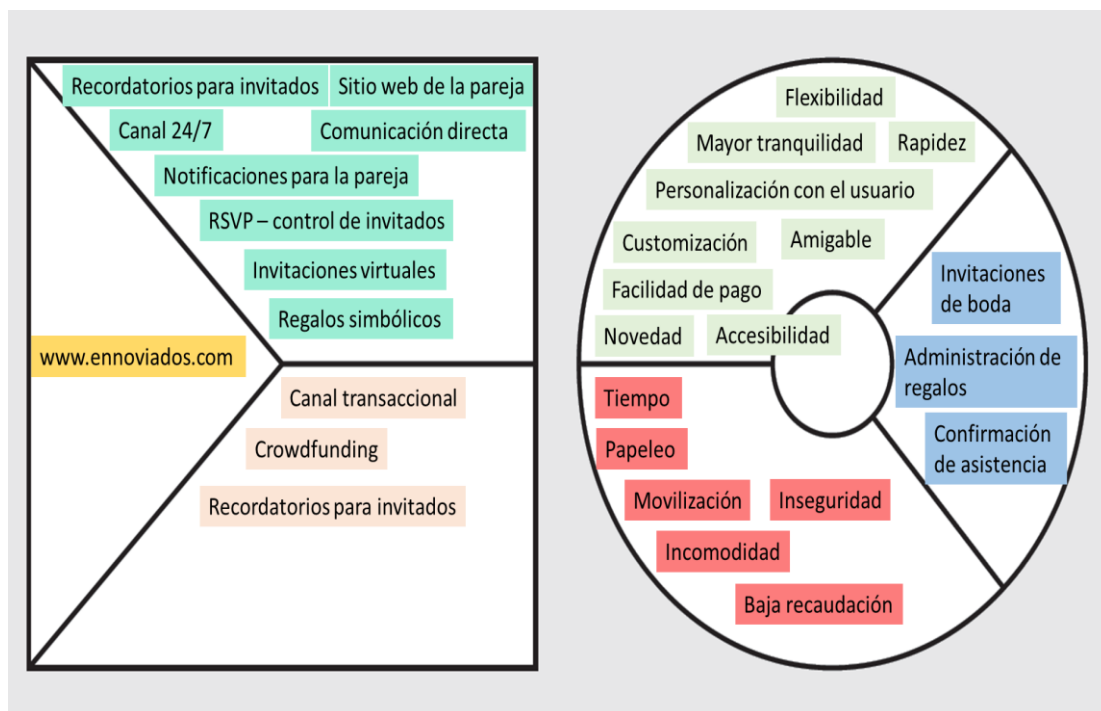 Recordatorios para invitados
Sitio web de la pareja
Canal 24/7
Comunicación directa
Notificaciones para la pareja
RSVP – control de invitados
Invitaciones virtuales
Regalos simbólicos
www.ennoviados.com
Canal transaccional
Crowdfunding
Recordatorios para invitados
Flexibilidad
Mayor tranquilidad
Rapidez
Personalización con el usuario
Customización
Amigable
Facilidad de pago
Novedad
Accesibilidad
Invitaciones
de boda
Administración de
regalos
Confirmación
de asistencia
Tiempo
Papeleo
Movilización
Inseguridad
Incomodidad
Baja recaudación